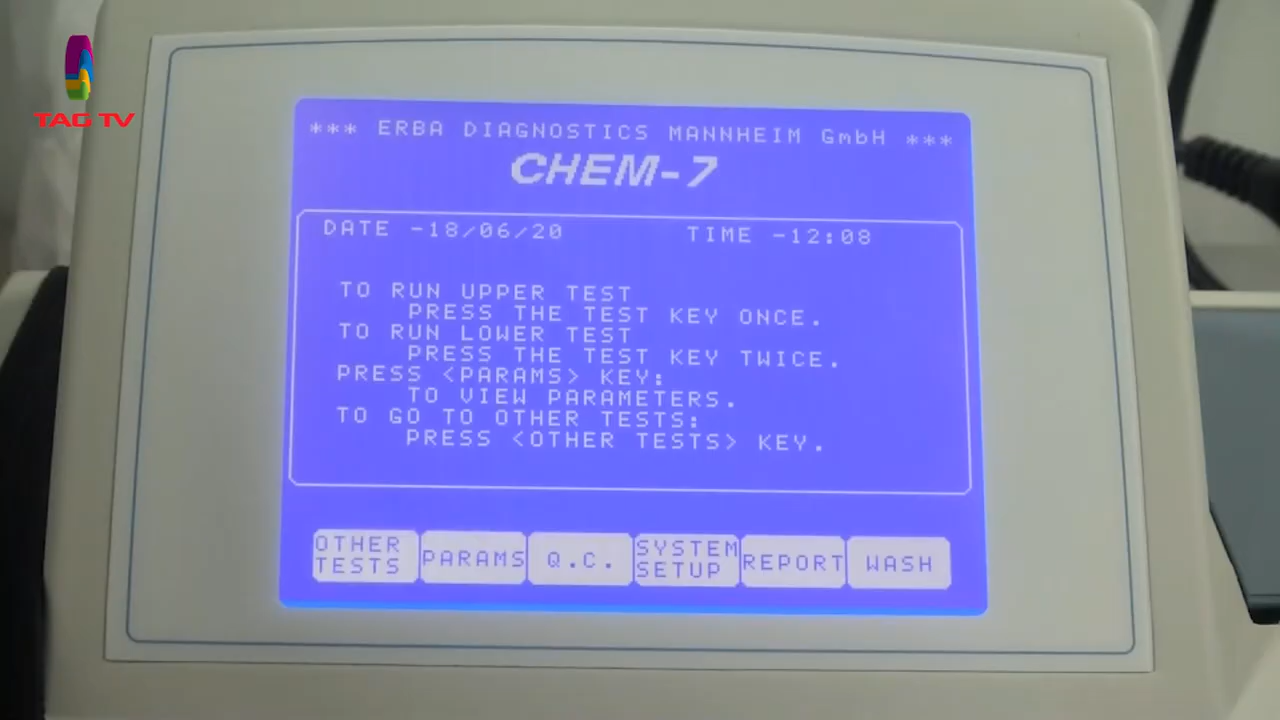 TAG TV
*** ERBA DIAGNOSTICS MANNHEIM GmbH ***
CHEM-7
DATE -18/06/20 TIME -12:08
TO RUN UPPER TEST
PRESS THE TEST KEY ONCE.
TO RUN LOWER TEST
PRESS THE TEST KEY TWICE.
PRESS <PARAMS> KEY:
TO VIEW PARAMETERS.
TO GO TO OTHER TESTS:
PRESS <OTHER TESTS> KEY.
OTHER TESTS
PARAMS
Q.C.
SYSTEM SETUP
REPORT
WASH